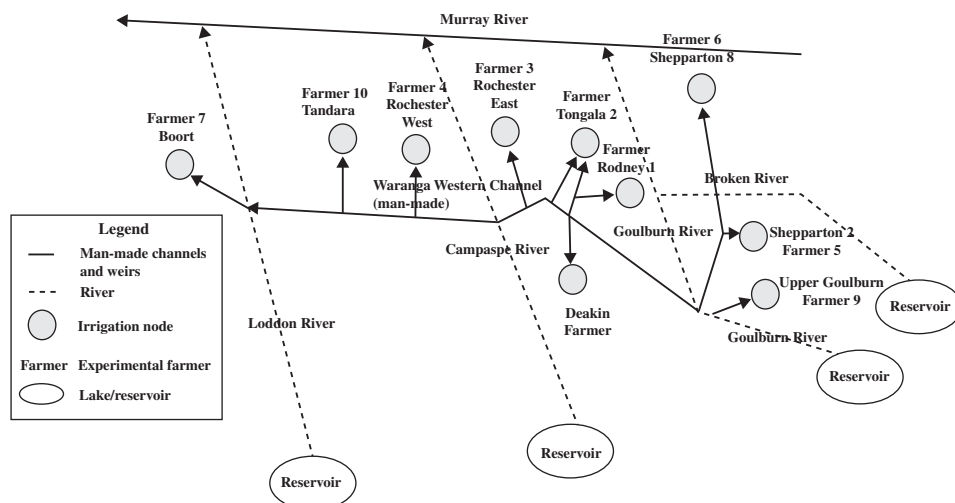 Murray River
Farmer 6
Shepparton 8
Farmer 3
Rochester
East
Farmer 4
Rochester
West
Farmer 10
Tandara
Farmer
Tongala 2
Farmer 7
Boort
Farmer
Rodney 1
Broken River
Waranga Western Channel
(man-made)
Goulburn River
Campaspe River
Shepparton 2
Farmer 5
Upper Goulburn
Farmer 9
Deakin
Farmer
Reservoir
Loddon River
Goulburn River
Reservoir
Reservoir
Reservoir
Legend
Man-made channels
and weirs
River
Irrigation node
Farmer Experimental farmer
Lake/reservoir